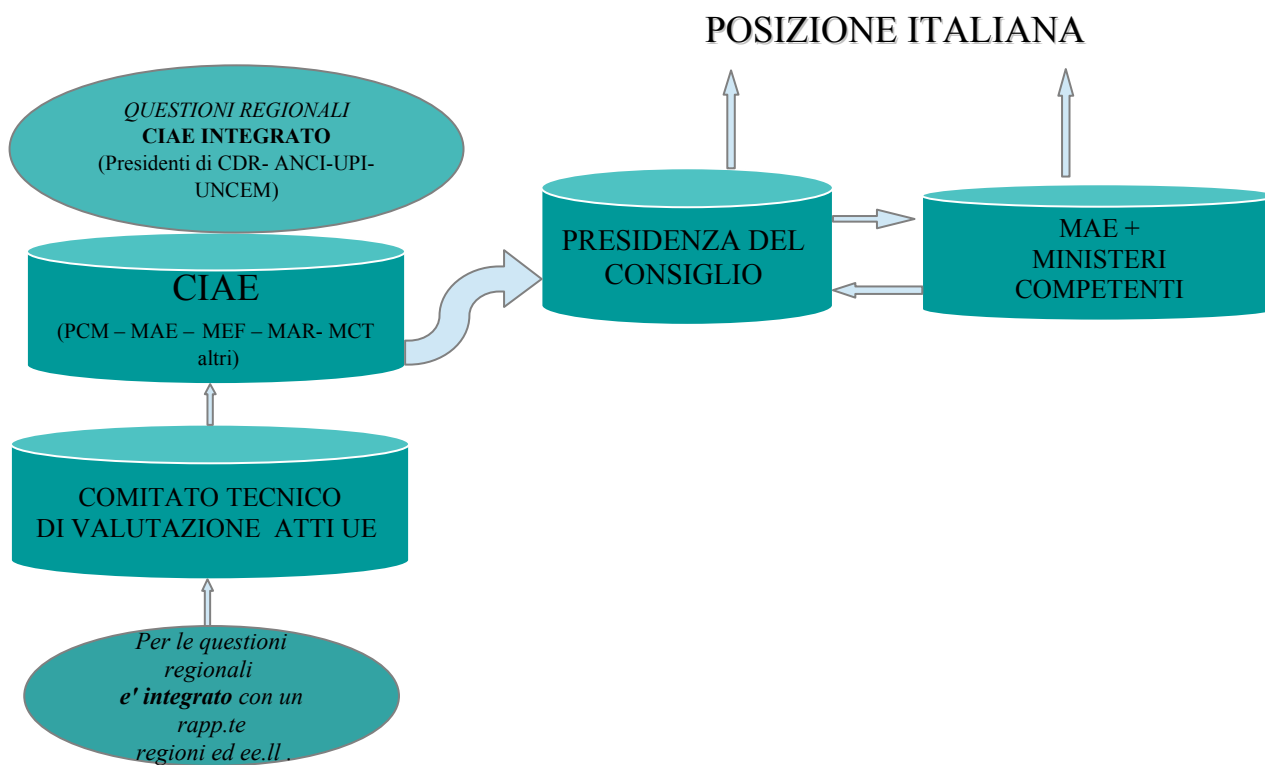 POSIZIONE ITALIANA
QUESTIONI REGIONALI
CIAE INTEGRATO
(Presidenti di CDR- ANCI-UPI-
UNCEM)
CIAE
(PCM – MAE – MEF – MAR- MCT
altri)
PRESIDENZA DEL
CONSIGLIO
MAE +
MINISTERI
COMPETENTI
COMITATO TECNICO
DI VALUTAZIONE ATTI UE
Per le questioni
regionali
e' integrato con un
rapp.te
regioni ed ee.ll .